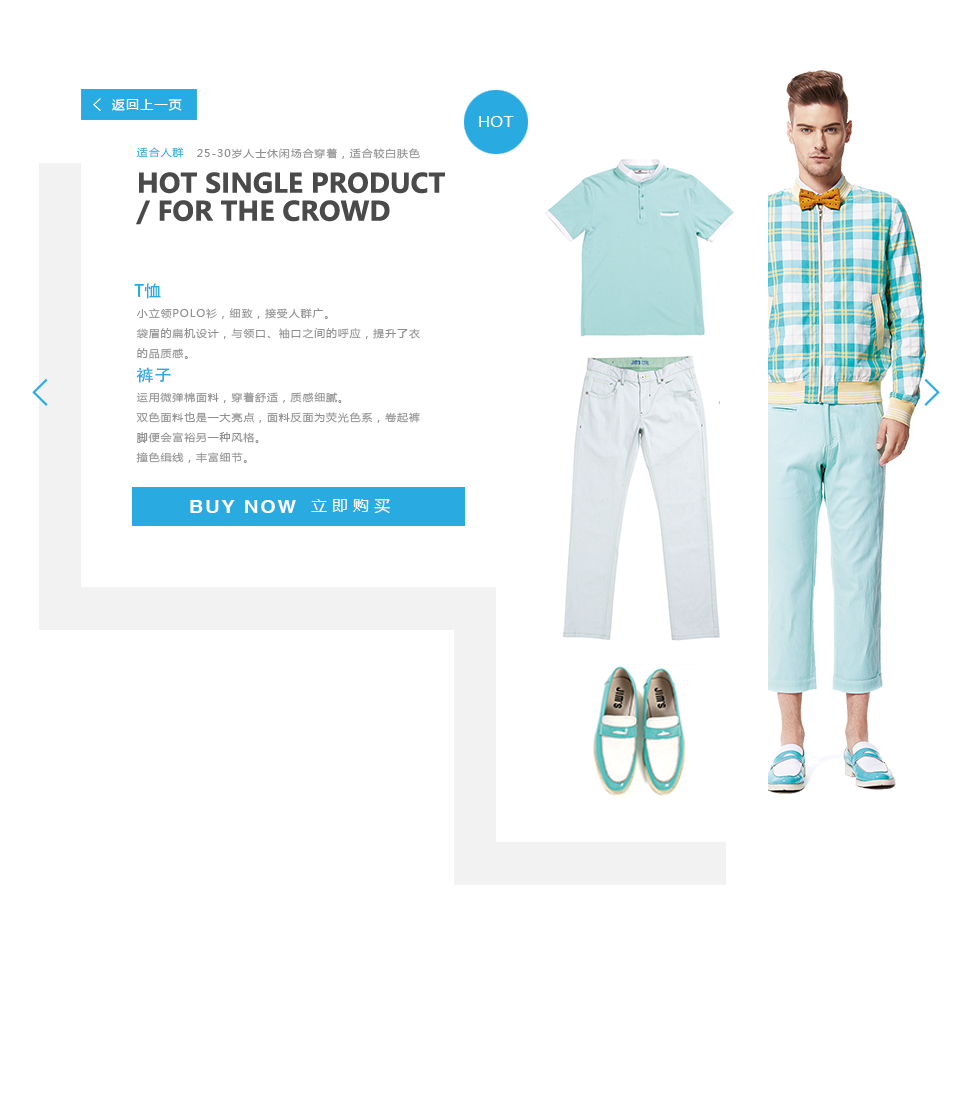 返回上一页
HOT
适合人群 25-30岁人士休闲场合穿着，适合较白肤色
HOT SINGLE PRODUCT
/ FOR THE CROWD
T恤
小立领POLO衫，细致，接受人群广。
袋眉的扁机设计，与领口、袖口之间的呼应，提升了衣
的品质感。
裤子
运用微弹棉面料，穿着舒适，质感细腻。
双色面料也是一大亮点，面料反面为荧光色系，卷起裤
脚便会富裕另一种风格。
撞色缉线，丰富细节。
BUY NOW 立即购买
JIM'S
JIM'S